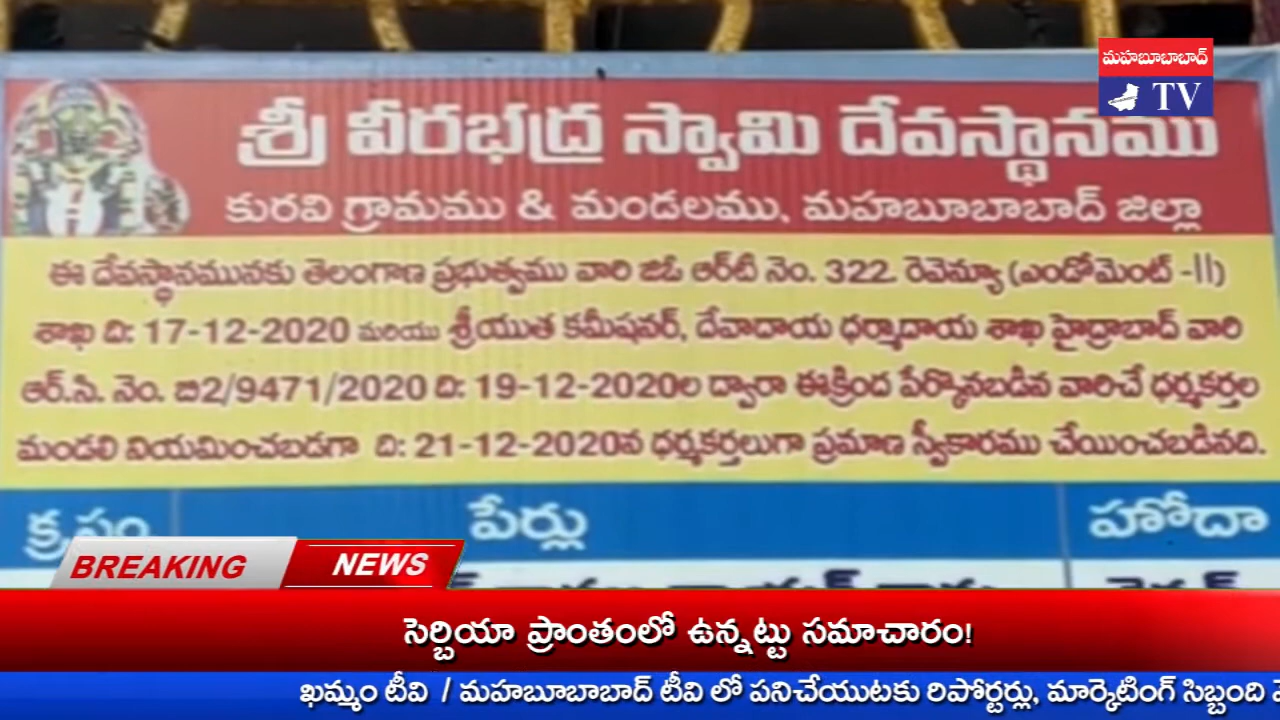 మహబూబాబాద్
TV
శ్రీ వీరభద్ర స్వామి దేవస్థానము
కురవి గ్రామము & మండలము, మహబూబాబాద్ జిల్లా
ఈ దేవస్థానమునకు తెలంగాణ ప్రభుత్వము వారి జిఓ ఆర్‌టి నెం. 322 రెవెన్యూ (ఎండోమెంట్ -II)
శాఖ ది: 17-12-2020 మరియు శ్రీయుత కమీషనర్, దేవాదాయ ధర్మాదాయ శాఖ హైద్రాబాద్ వారి
ఆర్.సి. నెం. బి2/9471/2020 ది: 19-12-2020ల ద్వారా ఈక్రింద పేర్కొనబడిన వారిచే ధర్మకర్తల
మండలి నియమించబడగా ది: 21-12-2020న ధర్మకర్తలుగా ప్రమాణ స్వీకారము చేయించబడినది.
క్ర.సం పేర్లు హోదా
BREAKING NEWS
సెర్బియా ప్రాంతంలో ఉన్నట్టు సమాచారం!
ఖమ్మం టీవి / మహబూబాబాద్ టీవి లో పనిచేయుటకు రిపోర్టర్లు, మార్కెటింగ్ సిబ్బంది